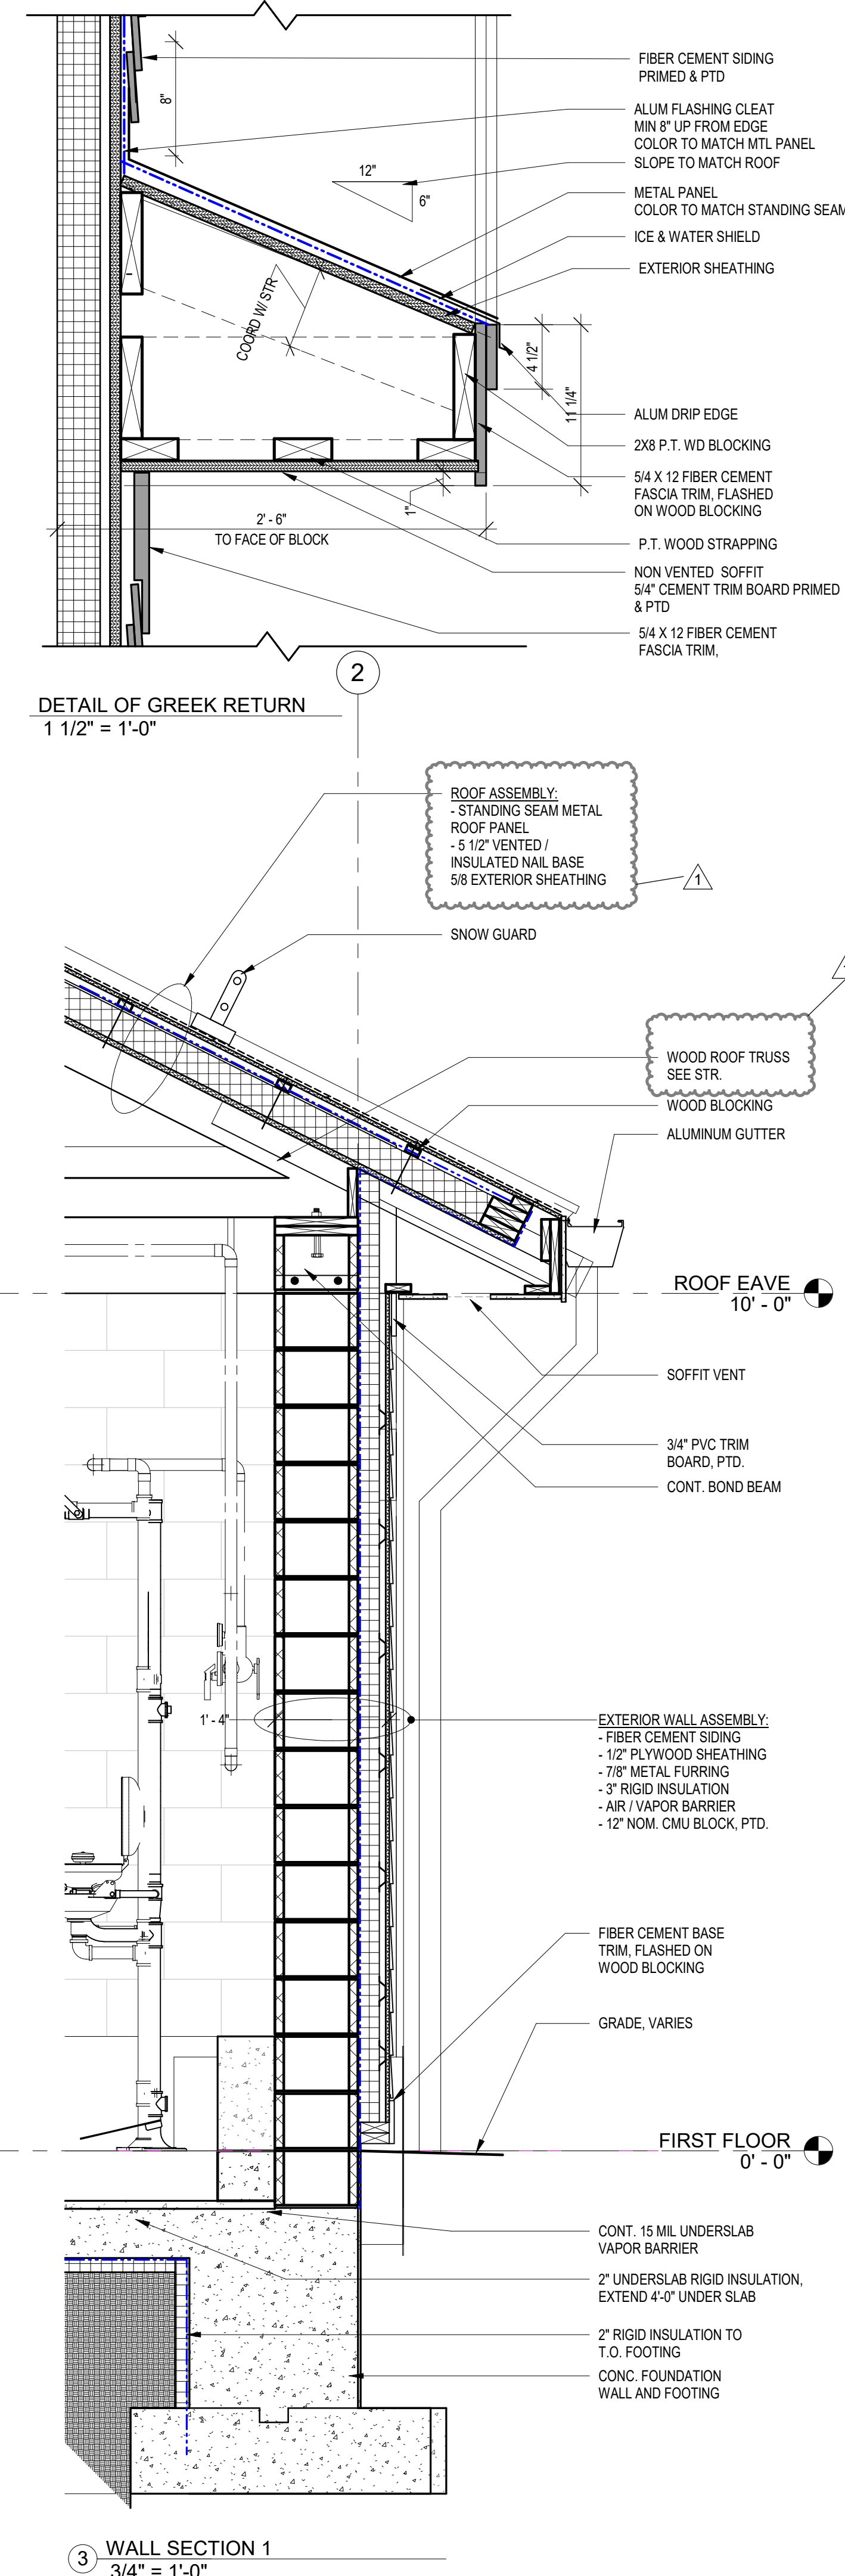 FIBER CEMENT SIDING
PRIMED & PTD
8"
ALUM FLASHING CLEAT
MIN 8" UP FROM EDGE
COLOR TO MATCH MTL PANEL
SLOPE TO MATCH ROOF
12"
6"
METAL PANEL
COLOR TO MATCH STANDING SEAM
ICE & WATER SHIELD
EXTERIOR SHEATHING
COORD W/ STR
4 1/2"
11 1/4"
ALUM DRIP EDGE
2X8 P.T. WD BLOCKING
5/4 X 12 FIBER CEMENT
FASCIA TRIM, FLASHED
ON WOOD BLOCKING
1"
2' - 6"
TO FACE OF BLOCK
P.T. WOOD STRAPPING
NON VENTED SOFFIT
5/4" CEMENT TRIM BOARD PRIMED
& PTD
5/4 X 12 FIBER CEMENT
FASCIA TRIM,
2
DETAIL OF GREEK RETURN
1 1/2" = 1'-0"
ROOF ASSEMBLY:
- STANDING SEAM METAL
ROOF PANEL
- 5 1/2" VENTED /
INSULATED NAIL BASE
5/8 EXTERIOR SHEATHING
1
SNOW GUARD
WOOD ROOF TRUSS
SEE STR.
WOOD BLOCKING
ALUMINUM GUTTER
ROOF EAVE
10' - 0"
SOFFIT VENT
3/4" PVC TRIM
BOARD, PTD.
CONT. BOND BEAM
1' - 4"
EXTERIOR WALL ASSEMBLY:
- FIBER CEMENT SIDING
- 1/2" PLYWOOD SHEATHING
- 7/8" METAL FURRING
- 3" RIGID INSULATION
- AIR / VAPOR BARRIER
- 12" NOM. CMU BLOCK, PTD.
FIBER CEMENT BASE
TRIM, FLASHED ON
WOOD BLOCKING
GRADE, VARIES
FIRST FLOOR
0' - 0"
CONT. 15 MIL UNDERSLAB
VAPOR BARRIER
2" UNDERSLAB RIGID INSULATION,
EXTEND 4'-0" UNDER SLAB
2" RIGID INSULATION TO
T.O. FOOTING
CONC. FOUNDATION
WALL AND FOOTING
3
WALL SECTION 1
3/4" = 1'-0"